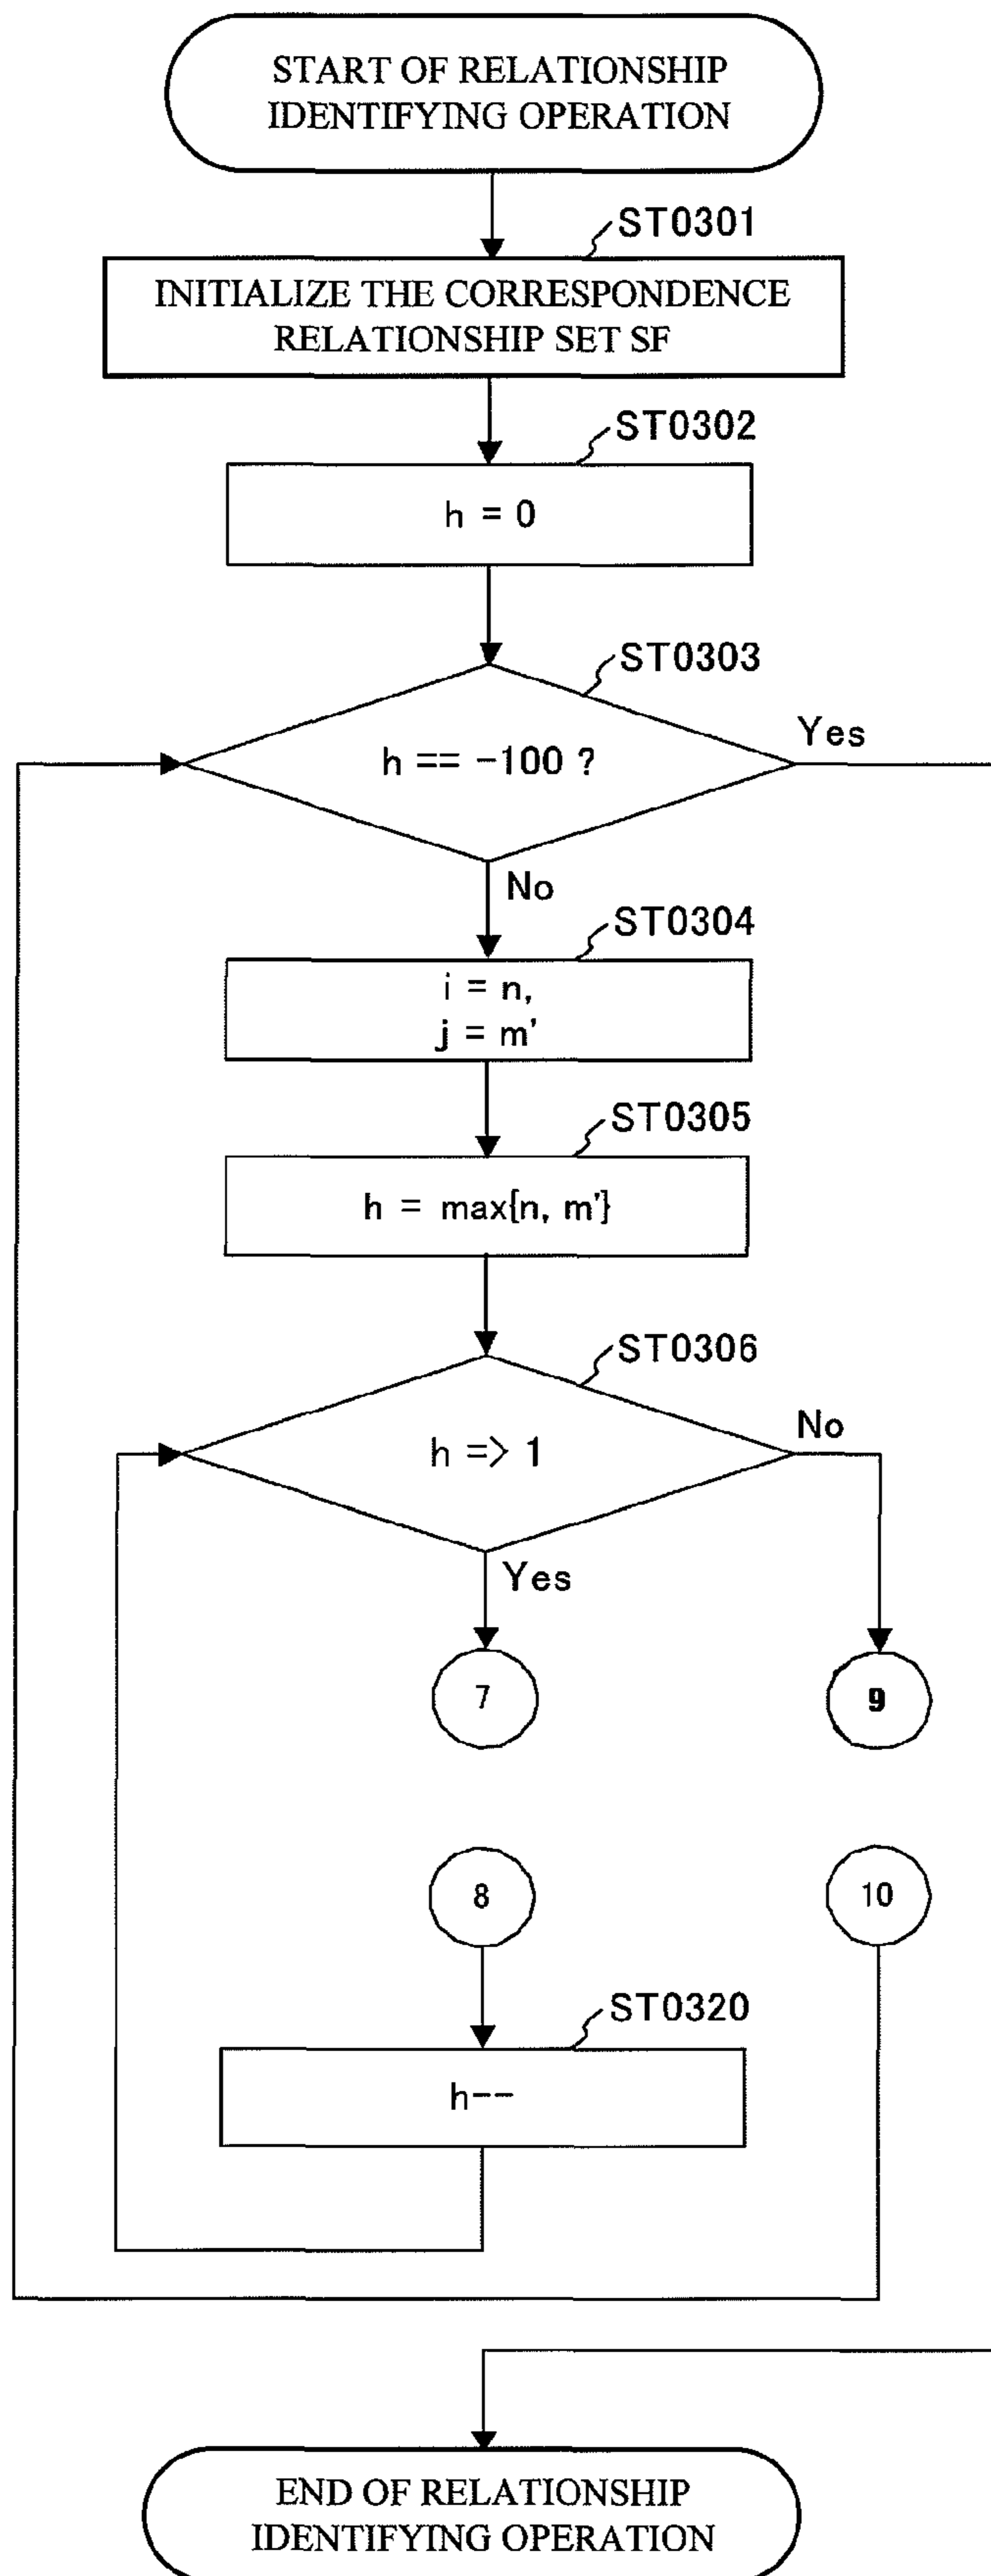 START OF RELATIONSHIP
IDENTIFYING OPERATION
ST0301
INITIALIZE THE CORRESPONDENCE
RELATIONSHIP SET SF
ST0302
h = 0
ST0303
h == -100 ?
Yes
No
ST0304
i = n,
j = m'
ST0305
h = max{n, m'}
ST0306
h => 1
No
Yes
7
9
8
10
ST0320
h--
END OF RELATIONSHIP
IDENTIFYING OPERATION